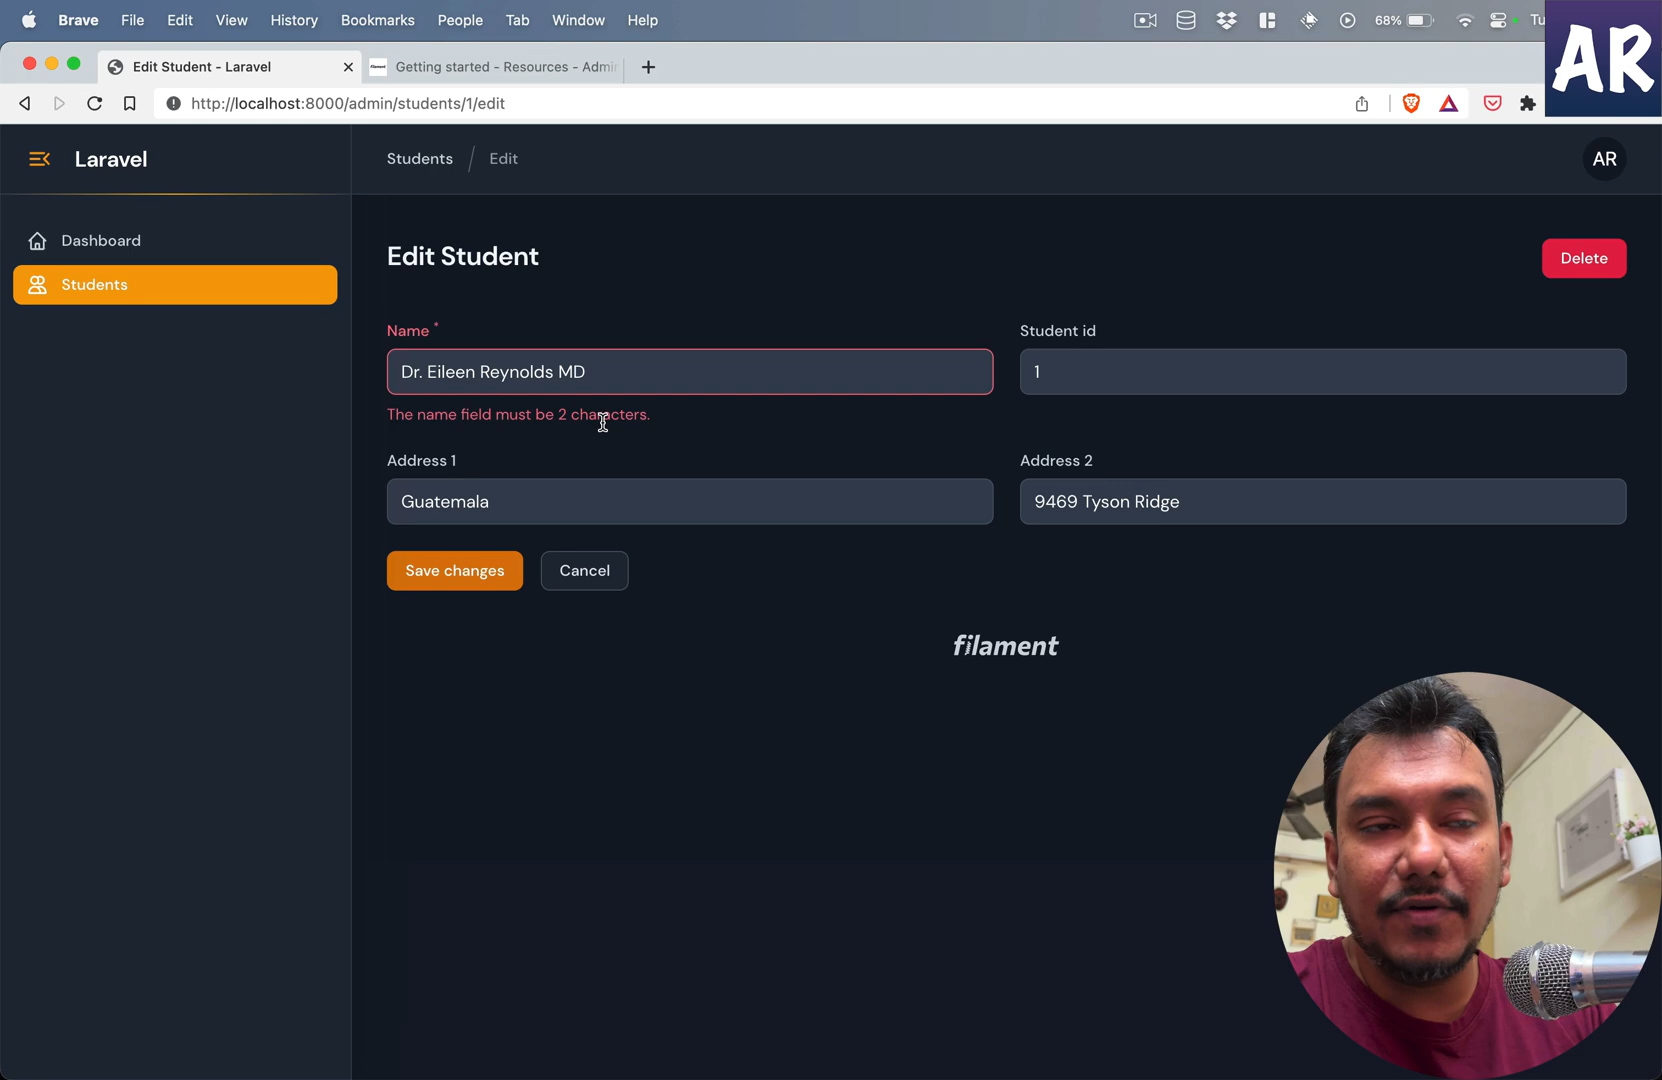 Brave File Edit View History Bookmarks People Tab Window Help 68% Tu
AR
Edit Student - Laravel
Getting started - Resources - Admi
http://localhost:8000/admin/students/1/edit
Laravel
Students / Edit
AR
Dashboard
Students
Edit Student
Delete
Name *
Student id
Dr. Eileen Reynolds MD
1
The name field must be 2 characters.
Address 1
Address 2
Guatemala
9469 Tyson Ridge
Save changes
Cancel
filament